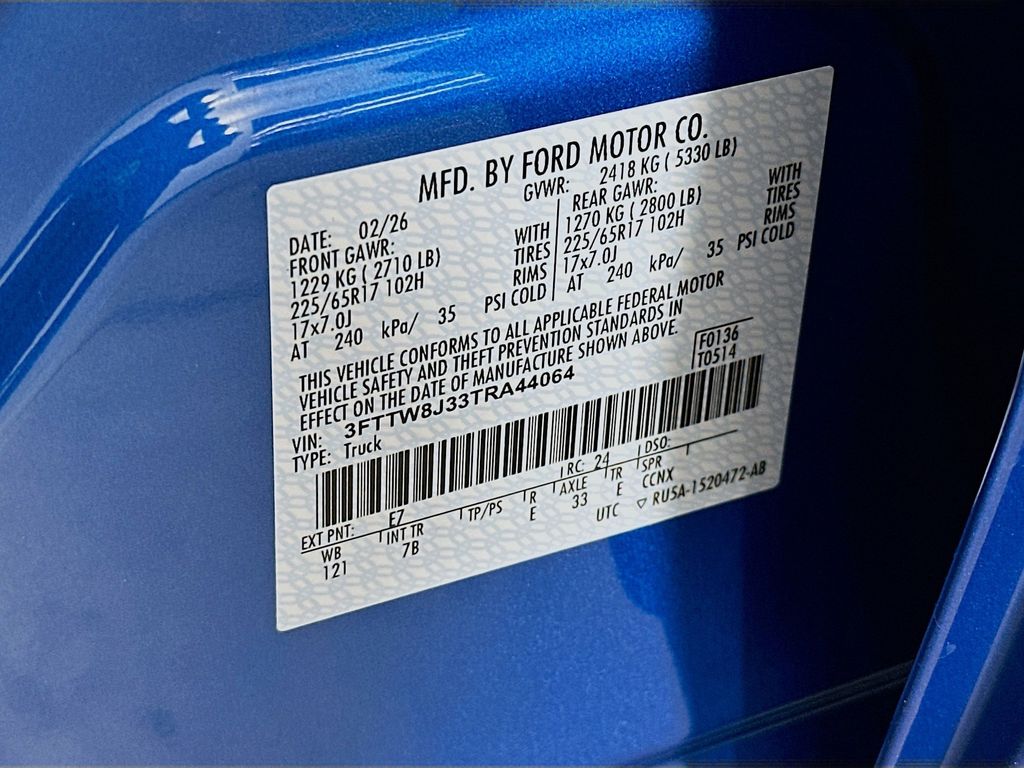 MFD. BY FORD MOTOR CO.
DATE: 02/26 GVWR: 2418 KG ( 5330 LB)
FRONT GAWR: WITH REAR GAWR: WITH
1229 KG ( 2710 LB) TIRES 1270 KG ( 2800 LB) TIRES
225/65R17 102H RIMS 225/65R17 102H RIMS
17x7.0J PSI COLD 17x7.0J PSI COLD
AT 240 kPa/ 35 AT 240 kPa/ 35
THIS VEHICLE CONFORMS TO ALL APPLICABLE FEDERAL MOTOR
VEHICLE SAFETY AND THEFT PREVENTION STANDARDS IN
EFFECT ON THE DATE OF MANUFACTURE SHOWN ABOVE.
VIN: 3FTTW8J33TRA44064 F0136
TYPE: Truck T0514
EXT PNT: E7 RC: 24 DSO:
WB INT TR TP/PS R AXLE TR SPR
121 7B E 33 E CCNX
UTC ▽ RU5A-1520472-AB